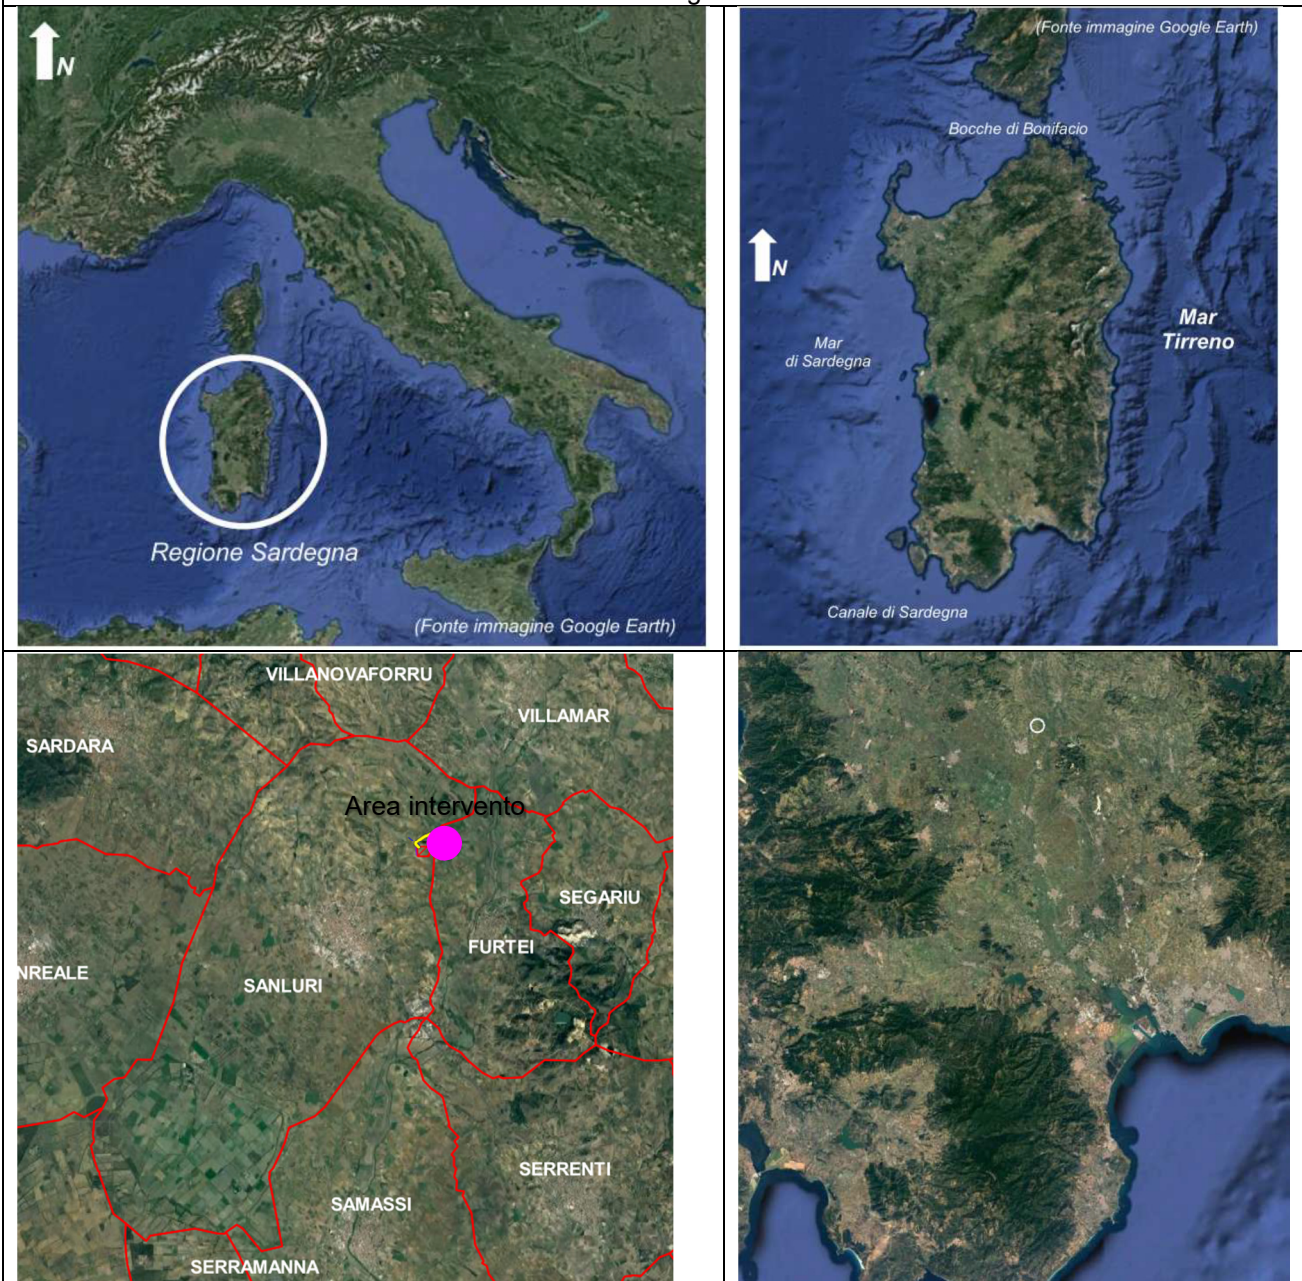 N
Regione Sardegna
(Fonte immagine Google Earth)
(Fonte immagine Google Earth)
Bocche di Bonifacio
N
Mar
di Sardegna
Mar
Tirreno
Canale di Sardegna
VILLANOVAFORRU
VILLAMAR
SARDARA
Area intervento
SEGARIU
FURTEI
NREALE
SANLURI
SERRENTI
SAMASSI
SERRAMANNA